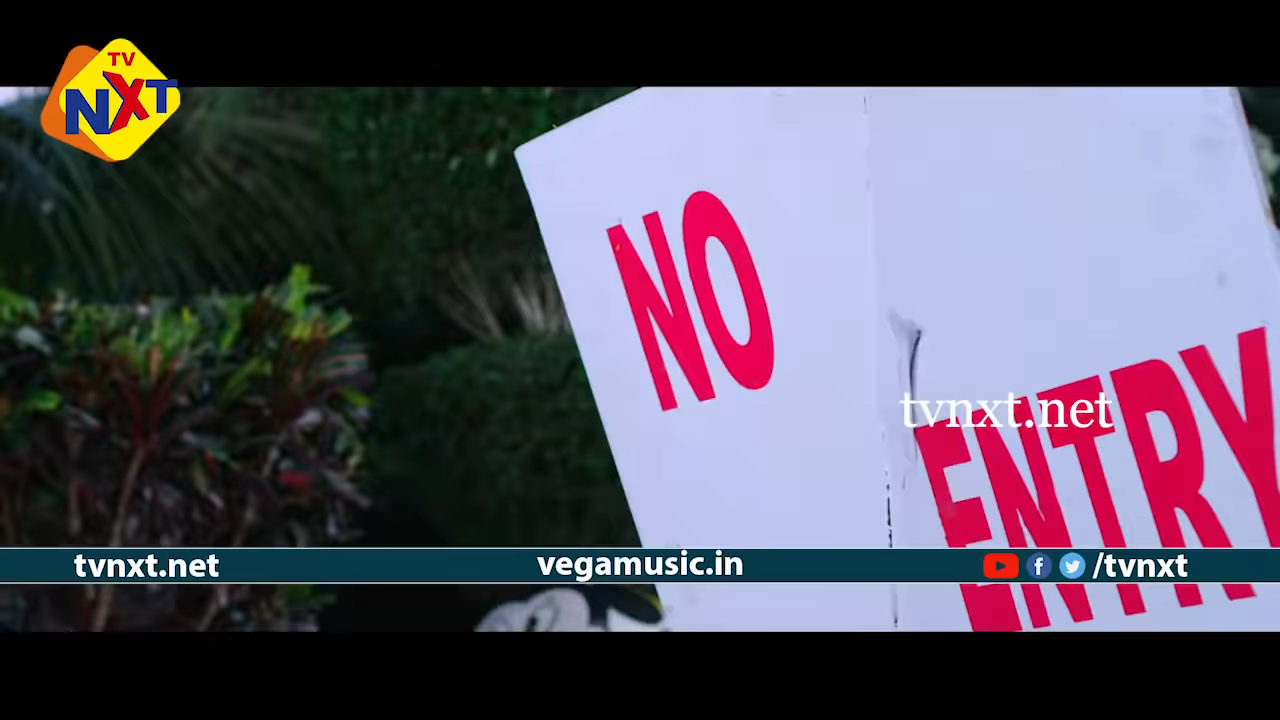 TV
NXT
NO
ENTRY
tvnxt.net
tvnxt.net
vegamusic.in
/tvnxt